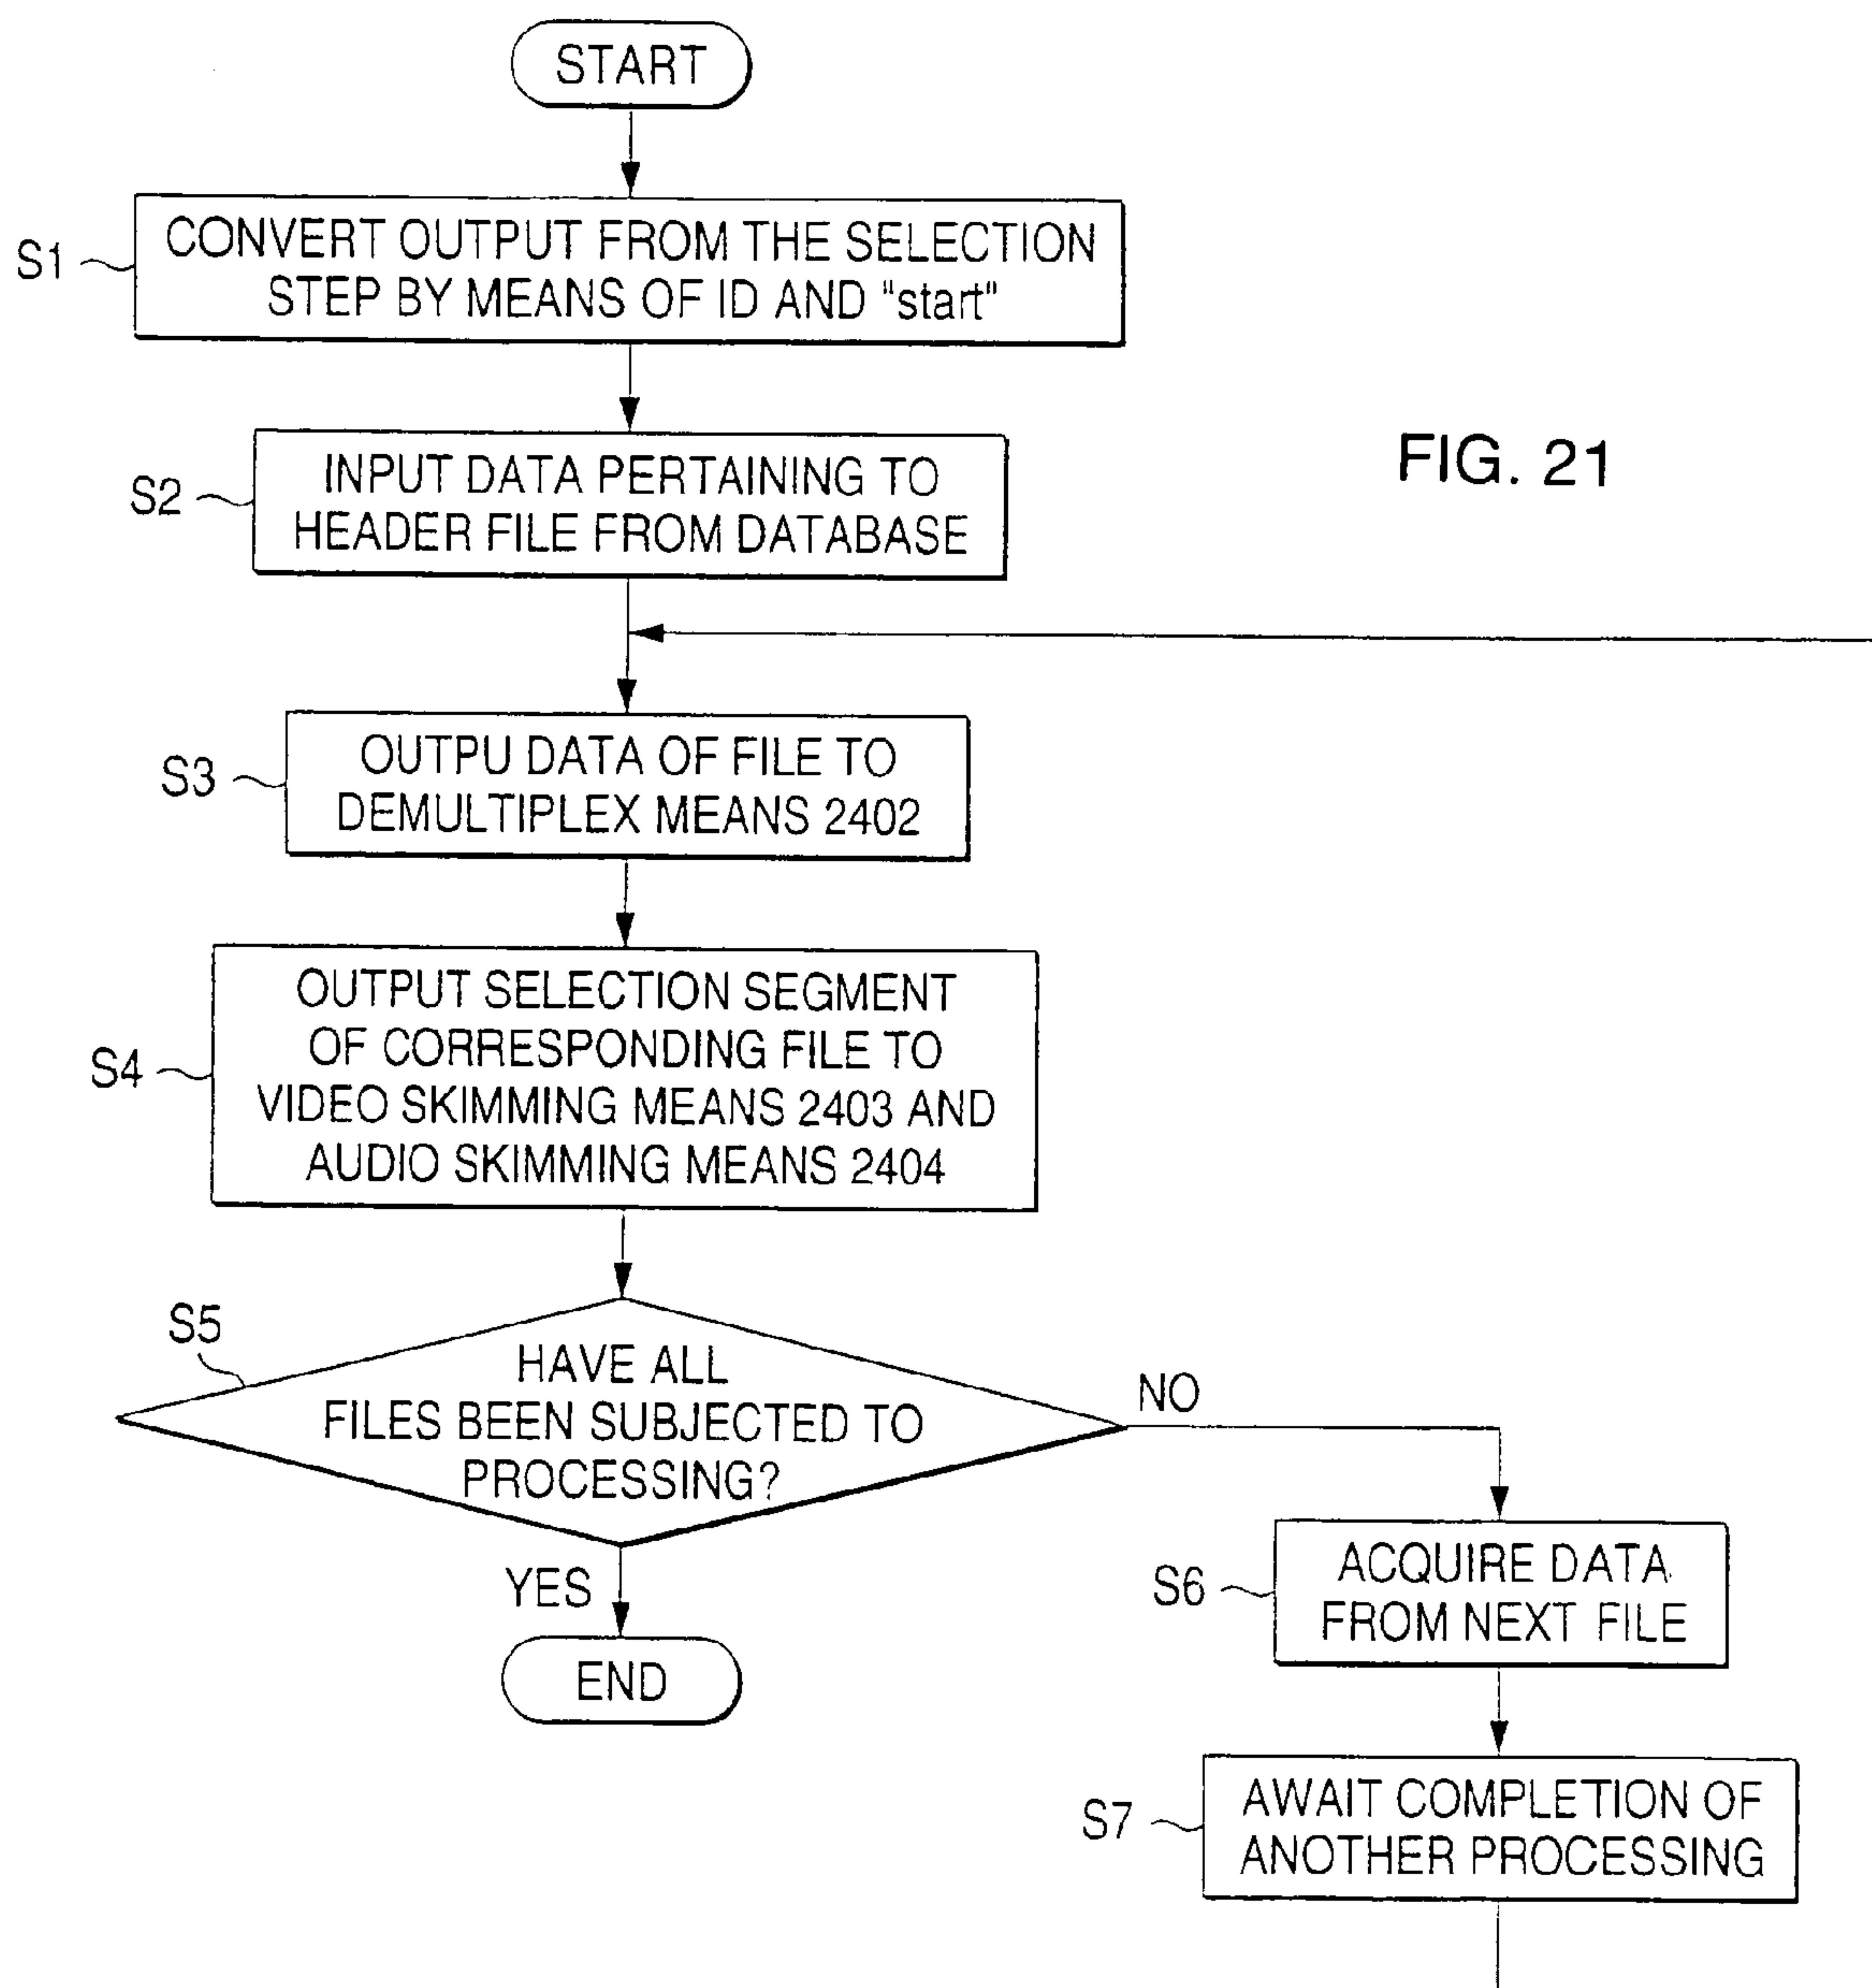 START
S1
CONVERT OUTPUT FROM THE SELECTION
STEP BY MEANS OF ID AND "start"
FIG. 21
S2
INPUT DATA PERTAINING TO
HEADER FILE FROM DATABASE
S3
OUTPU DATA OF FILE TO
DEMULTIPLEX MEANS 2402
S4
OUTPUT SELECTION SEGMENT
OF CORRESPONDING FILE TO
VIDEO SKIMMING MEANS 2403 AND
AUDIO SKIMMING MEANS 2404
S5
HAVE ALL
FILES BEEN SUBJECTED TO
PROCESSING?
NO
YES
END
S6
ACQUIRE DATA
FROM NEXT FILE
S7
AWAIT COMPLETION OF
ANOTHER PROCESSING